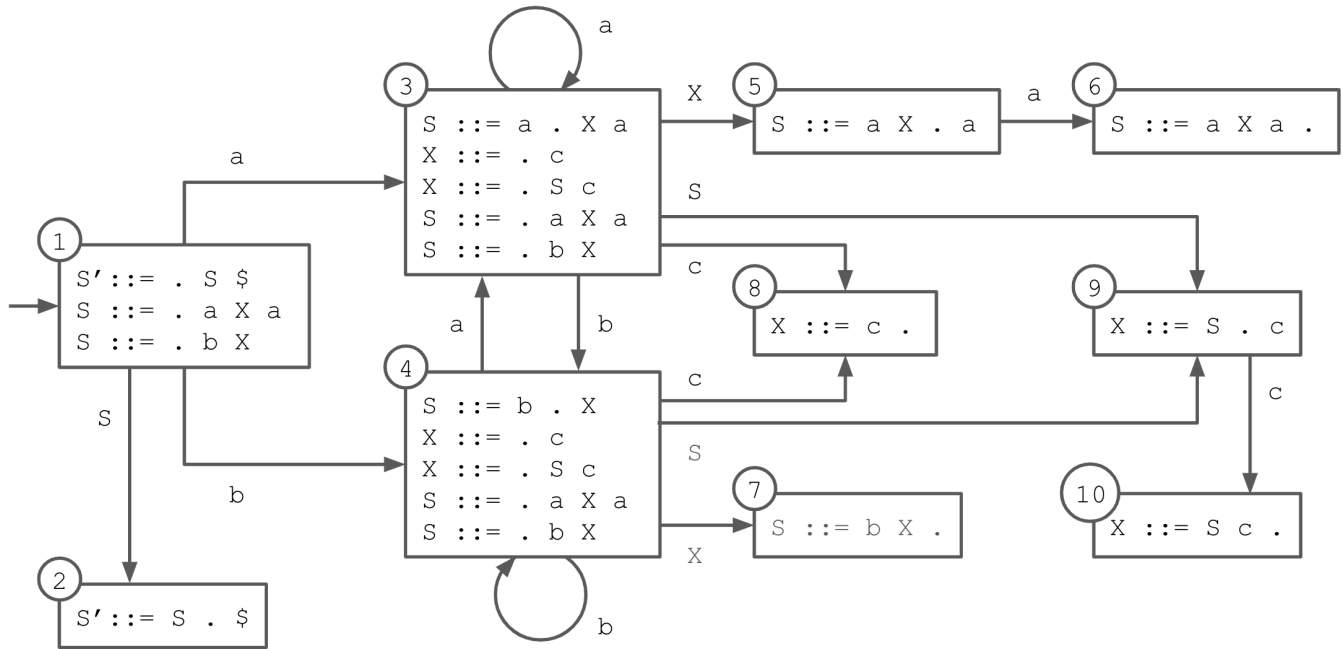 a
3
S ::= a . X a
X ::= . c
X ::= . S c
S ::= . a X a
S ::= . b X
X
5
S ::= a X . a
a
6
S ::= a X a .
a
S
c
1
S′::= . S $
S ::= . a X a
S ::= . b X
8
X ::= c .
9
X ::= S . c
a
b
4
S ::= b . X
X ::= . c
X ::= . S c
S ::= . a X a
S ::= . b X
c
S
c
S
b
7
S ::= b X .
X
10
X ::= S c .
2
S′::= S . $
b